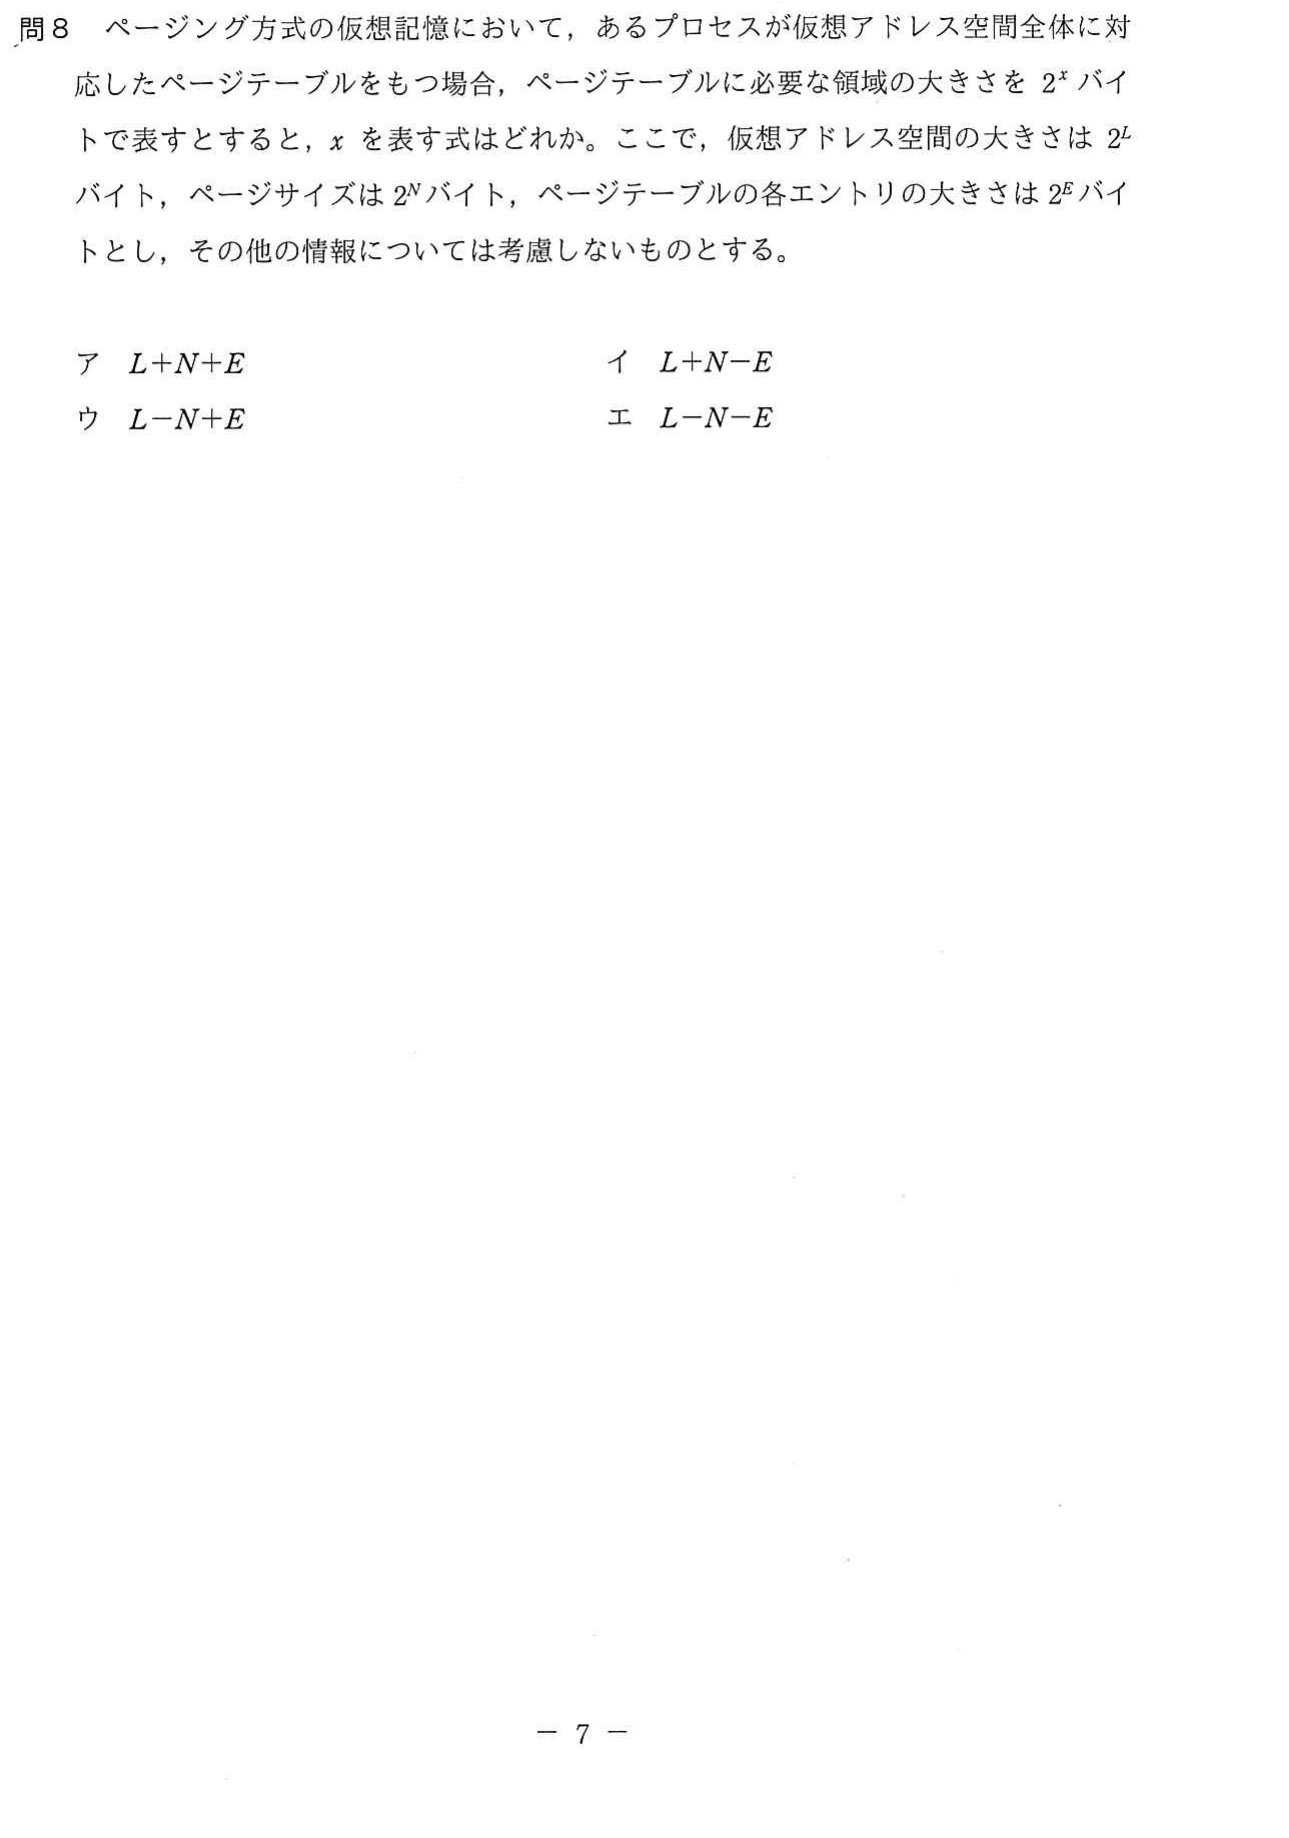 問8　ページング方式の仮想記憶において，あるプロセスが仮想アドレス空間全体に対
応したページテーブルをもつ場合，ページテーブルに必要な領域の大きさを 2ˣ バイ
トで表すとすると，x を表す式はどれか。ここで，仮想アドレス空間の大きさは 2ᴸ
バイト，ページサイズは 2ᴺ バイト，ページテーブルの各エントリの大きさは 2ᴱ バイ
トとし，その他の情報については考慮しないものとする。
ア　L+N+E　　イ　L+N−E
ウ　L−N+E　　エ　L−N−E
− 7 −